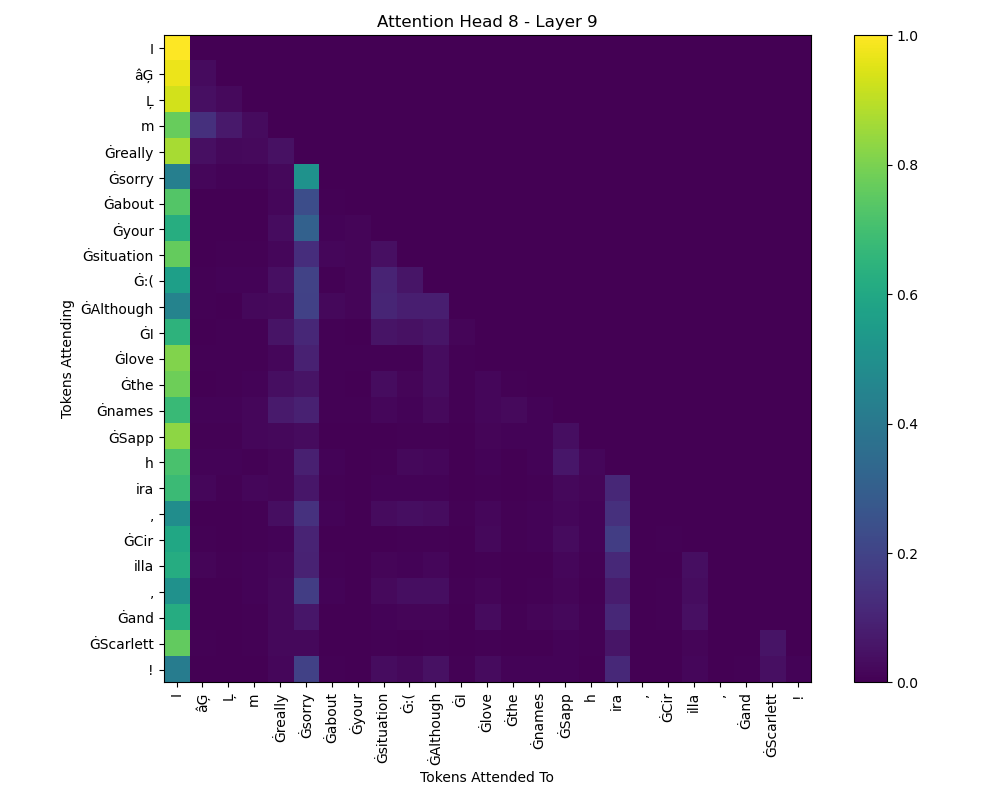 Attention Head 8 - Layer 9
Tokens Attending
I
âĢ
Ļ
m
Ġreally
Ġsorry
Ġabout
Ġyour
Ġsituation
Ġ:(
ĠAlthough
ĠI
Ġlove
Ġthe
Ġnames
ĠSapp
h
ira
,
ĠCir
illa
,
Ġand
ĠScarlett
!
I
âĢ
Ļ
m
Ġreally
Ġsorry
Ġabout
Ġyour
Ġsituation
Ġ:(
ĠAlthough
ĠI
Ġlove
Ġthe
Ġnames
ĠSapp
h
ira
,
ĠCir
illa
,
Ġand
ĠScarlett
!
Tokens Attended To
1.0
0.8
0.6
0.4
0.2
0.0